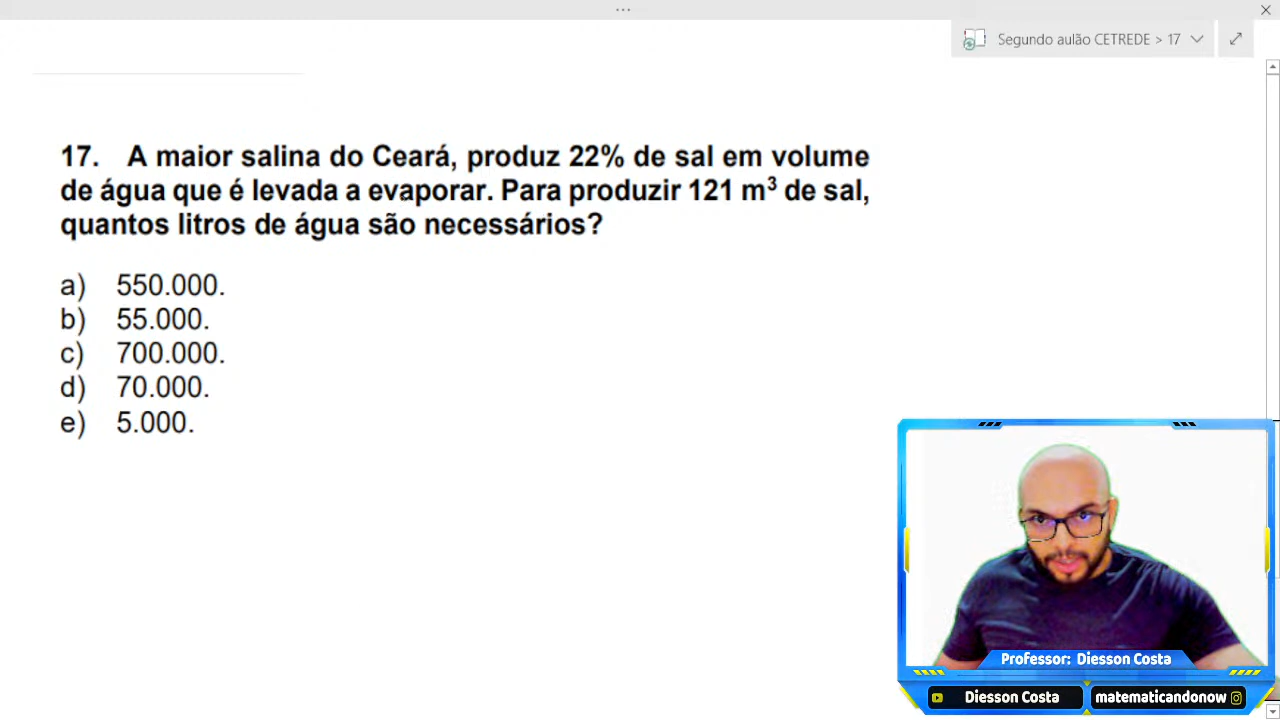 Segundo aulão CETREDE > 17
17. A maior salina do Ceará, produz 22% de sal em volume
de água que é levada a evaporar. Para produzir 121 m³ de sal,
quantos litros de água são necessários?
a) 550.000.
b) 55.000.
c) 700.000.
d) 70.000.
e) 5.000.
Professor: Diesson Costa
Diesson Costa
matematicandonow